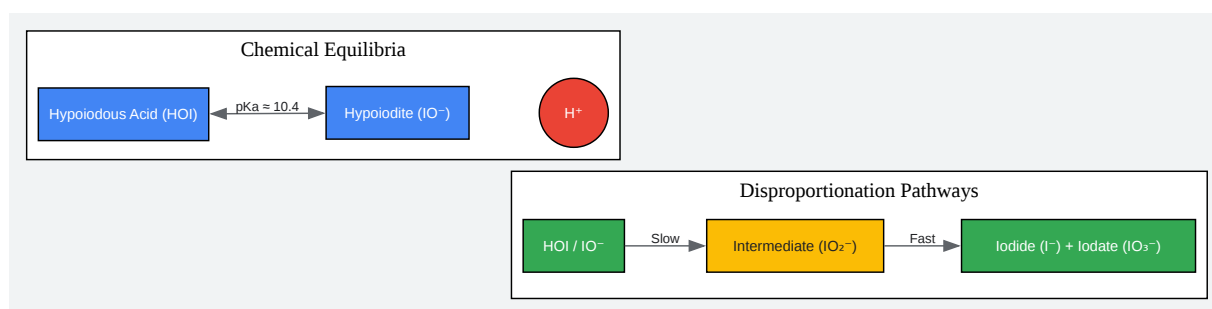 Chemical Equilibria
Hypoiodous Acid (HOI)
pKa ≈ 10.4
Hypoiodite (IO⁻)
H⁺
Disproportionation Pathways
HOI / IO⁻
Slow
Intermediate (IO₂⁻)
Fast
Iodide (I⁻) + Iodate (IO₃⁻)